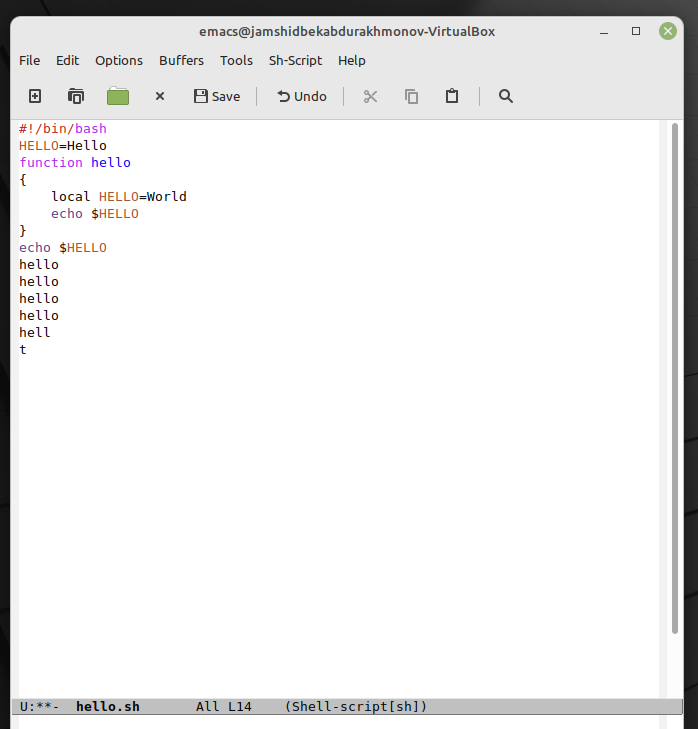 emacs@jamshidbekabdurakhmonov-VirtualBox
File Edit Options Buffers Tools Sh-Script Help
Save Undo
#!/bin/bash
HELLO=Hello
function hello
{
    local HELLO=World
    echo $HELLO
}
echo $HELLO
hello
hello
hello
hello
hell
t
U:**-  hello.sh       All L14    (Shell-script[sh])